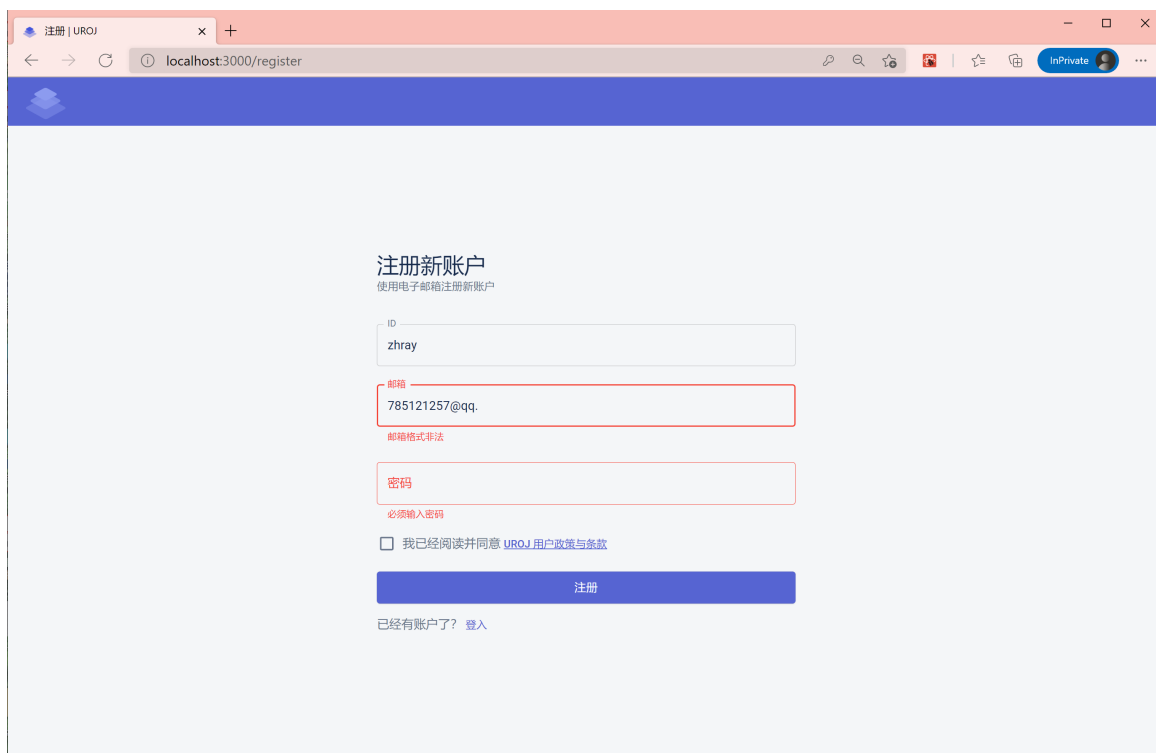 注册 | UROJ
localhost:3000/register
InPrivate
注册新账户
使用电子邮箱注册新账户
ID
zhray
邮箱
785121257@qq.
邮箱格式非法
密码
必须输入密码
我已经阅读并同意 UROJ 用户政策与条款
注册
已经有账户了? 登入